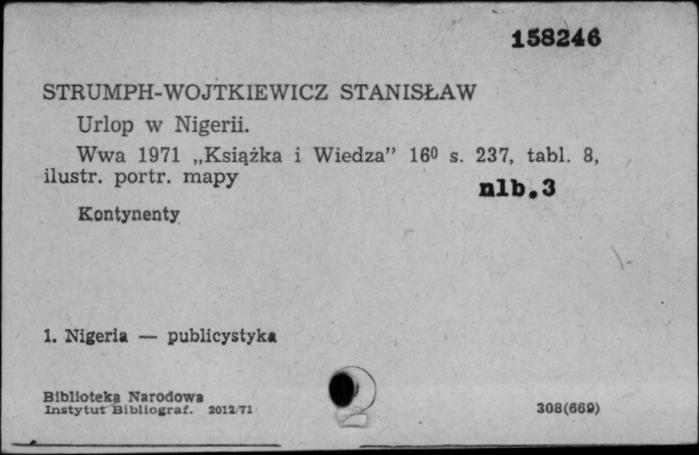 158246
STRUMPH-WOJTKIEWICZ STANISŁAW
Urlop w Nigerii.
Wwa 1971 „Książka i Wiedza” 16⁰ s. 237, tabl. 8,
ilustr. portr. mapy
nlb.3
Kontynenty
1. Nigeria — publicystyka
Biblioteka Narodowa
Instytut Bibliograf. 2012/71
308(669)